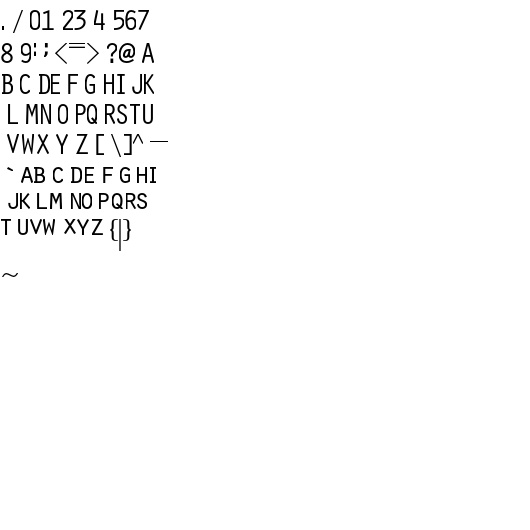 . / 01 23 4 567
8 9 : ; < = > ? @ A
B C DE F G HI JK
L MN O PQ RSTU
VWX Y Z [ \ ] ^ _
` AB C DE F G HI
JK LM NO PQRS
T UVW XYZ { | }
~